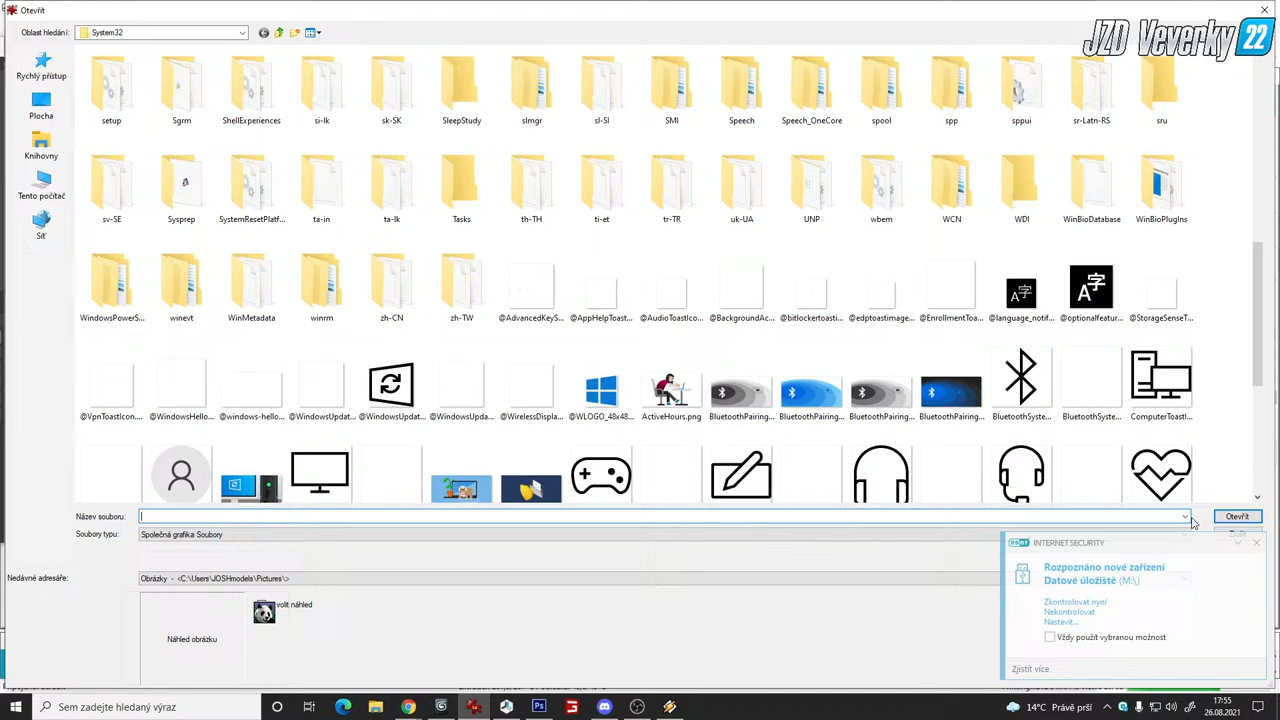 Otevřít
JZD Veverky 22
Oblast hledání:
System32
Rychlý přístup
Plocha
Knihovny
Tento počítač
Síť
setup
Sgrm
ShellExperiences
si-lk
sk-SK
SleepStudy
slmgr
sl-SI
SMI
Speech
Speech_OneCore
spool
spp
sppui
sr-Latn-RS
sru
sv-SE
Sysprep
SystemResetPlatf...
ta-in
ta-lk
Tasks
th-TH
ti-et
tr-TR
uk-UA
UNP
wbem
WCN
WDI
WinBioDatabase
WinBioPlugIns
WindowsPowerS...
winevt
WinMetadata
winrm
zh-CN
zh-TW
@AdvancedKeyS...
@AppHelpToast...
@AudioToastIco...
@BackgroundAc...
@bitlockertoasti...
@edptoastimage...
@EnrollmentToa...
@language_notif...
@optionalfeatur...
@StorageSenseT...
@VpnToastIcon....
@WindowsHello...
@windows-hello...
@WindowsUpdat...
@WindowsUpdat...
@WindowsUpda...
@WirelessDispla...
@WLOGO_48x48...
ActiveHours.png
BluetoothPairing...
BluetoothPairing...
BluetoothPairing...
BluetoothPairing...
BluetoothSyste...
BluetoothSyste...
ComputerToastI...
Název souboru:
Otevřít
Soubory typu:
Společná grafika Soubory
Zrušit
Nedávné adresáře:
Obrázky - <C:\Users\JOSHmodels\Pictures\>
Náhled obrázku
volit náhled
eset INTERNET SECURITY
Rozpoznáno nové zařízení
Datové úložiště (M:\)
Zkontrolovat nyní
Nekontrolovat
Nastavit...
Vždy použít vybranou možnost
Zjistit více
Sem zadejte hledaný výraz
14°C Právě prší
17:55
26.08.2021